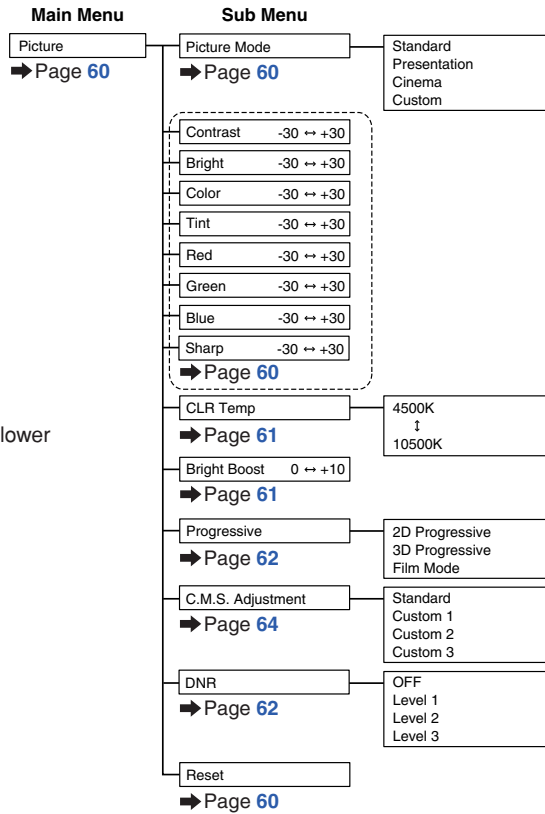 Main Menu Sub Menu
Picture Picture Mode Standard
➡Page 60 ➡Page 60 Presentation
Cinema
Custom
Contrast -30 ↔ +30
Bright -30 ↔ +30
Color -30 ↔ +30
Tint -30 ↔ +30
Red -30 ↔ +30
Green -30 ↔ +30
Blue -30 ↔ +30
Sharp -30 ↔ +30
➡Page 60
CLR Temp 4500K
lower ➡Page 61 ↕
10500K
Bright Boost 0 ↔ +10
➡Page 61
Progressive 2D Progressive
➡Page 62 3D Progressive
Film Mode
C.M.S. Adjustment Standard
➡Page 64 Custom 1
Custom 2
Custom 3
DNR OFF
➡Page 62 Level 1
Level 2
Level 3
Reset
➡Page 60